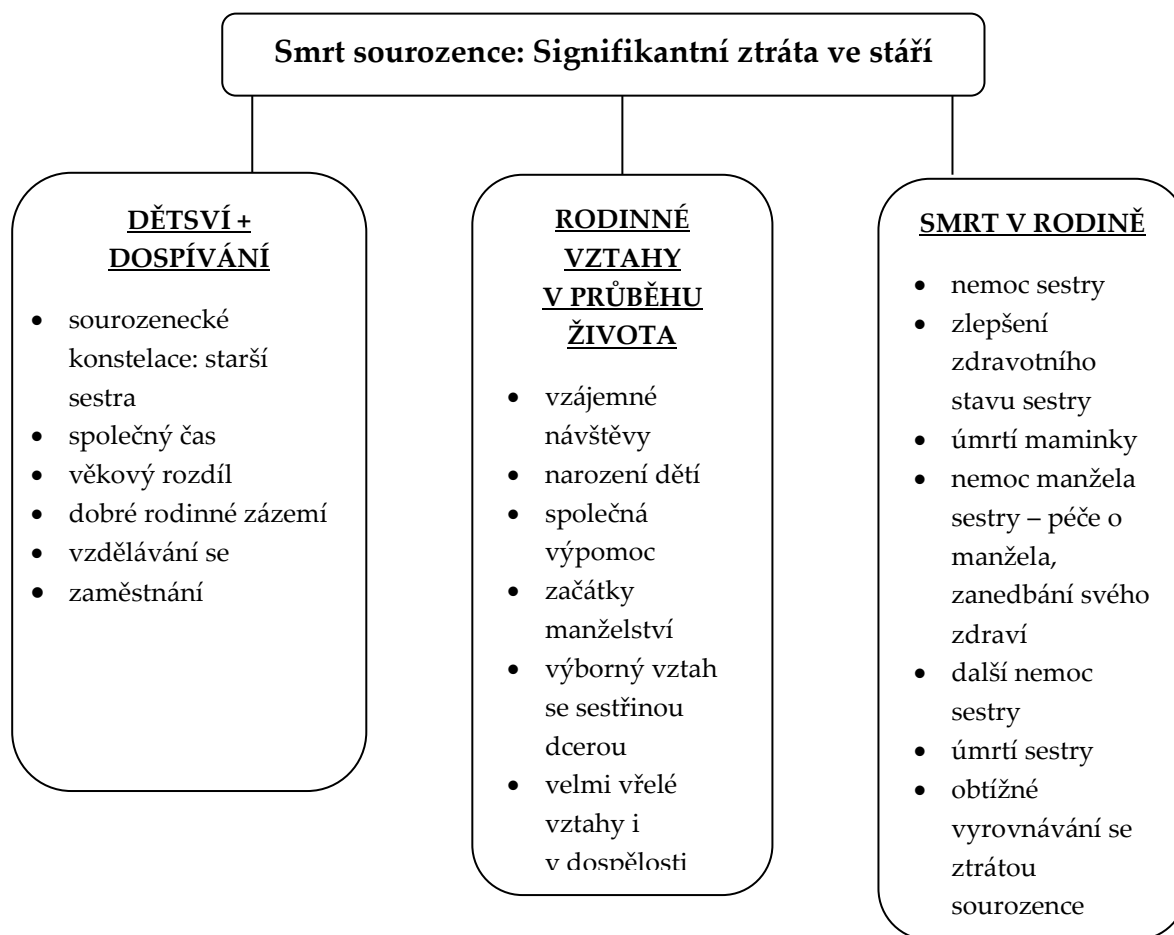 Smrt sourozence: Signifikantní ztráta ve stáří
DĚTSVÍ +
DOSPÍVÁNÍ
• sourozenecké
konstelace: starší
sestra
• společný čas
• věkový rozdíl
• dobré rodinné zázemí
• vzdělávání se
• zaměstnání
RODINNÉ
VZTAHY
V PRŮBĚHU
ŽIVOTA
• vzájemné
návštěvy
• narození dětí
• společná
výpomoc
• začátky
manželství
• výborný vztah
se sestřinou
dcerou
• velmi vřelé
vztahy i
v dospělosti
SMRT V RODINĚ
• nemoc sestry
• zlepšení
zdravotního
stavu sestry
• úmrtí maminky
• nemoc manžela
sestry – péče o
manžela,
zanedbání svého
zdraví
• další nemoc
sestry
• úmrtí sestry
• obtížné
vyrovnávání se
ztrátou
sourozence